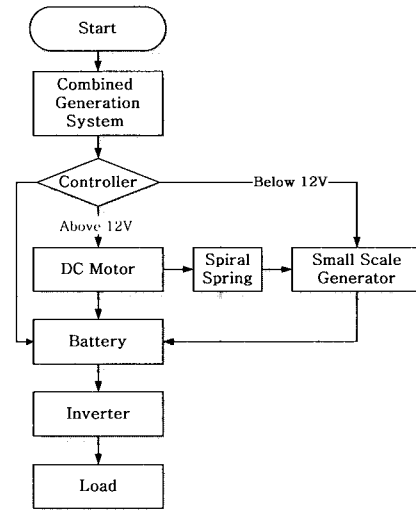 Start
Combined
Generation
System
Controller
Below 12V
Above 12V
DC Motor
Spiral
Spring
Small Scale
Generator
Battery
Inverter
Load